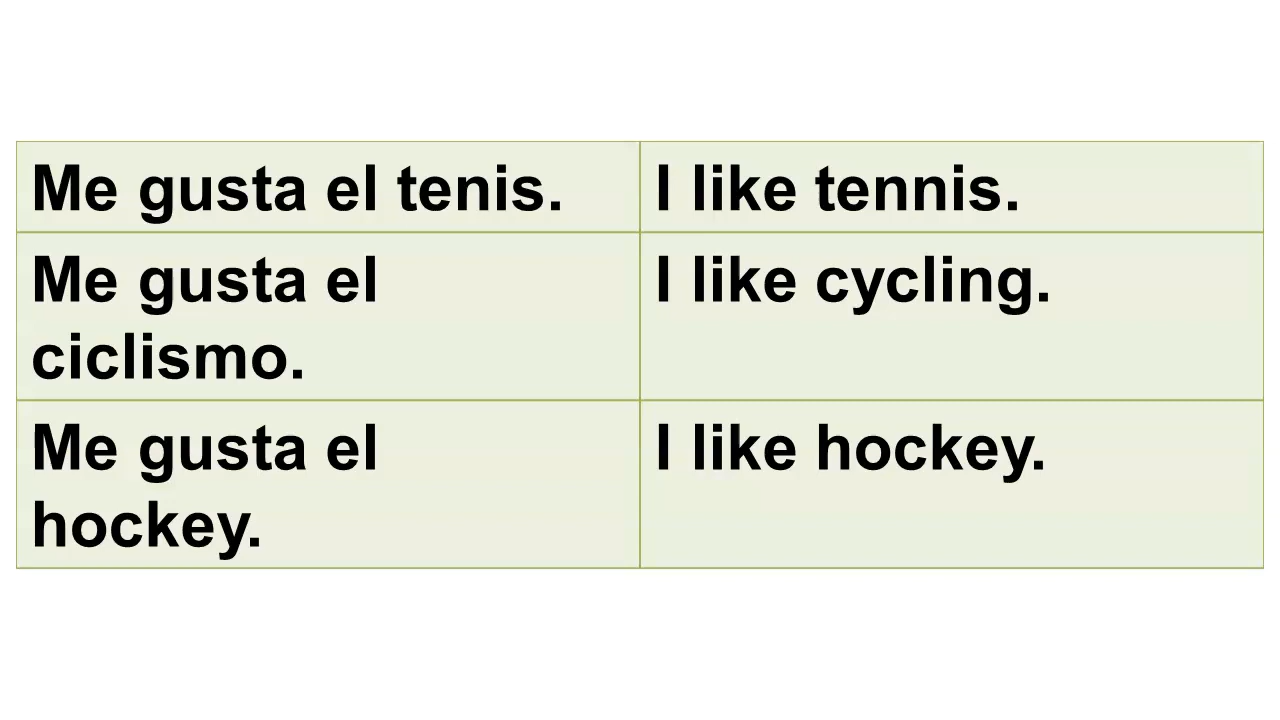 Me gusta el tenis.
I like tennis.
Me gusta el
ciclismo.
I like cycling.
Me gusta el
hockey.
I like hockey.